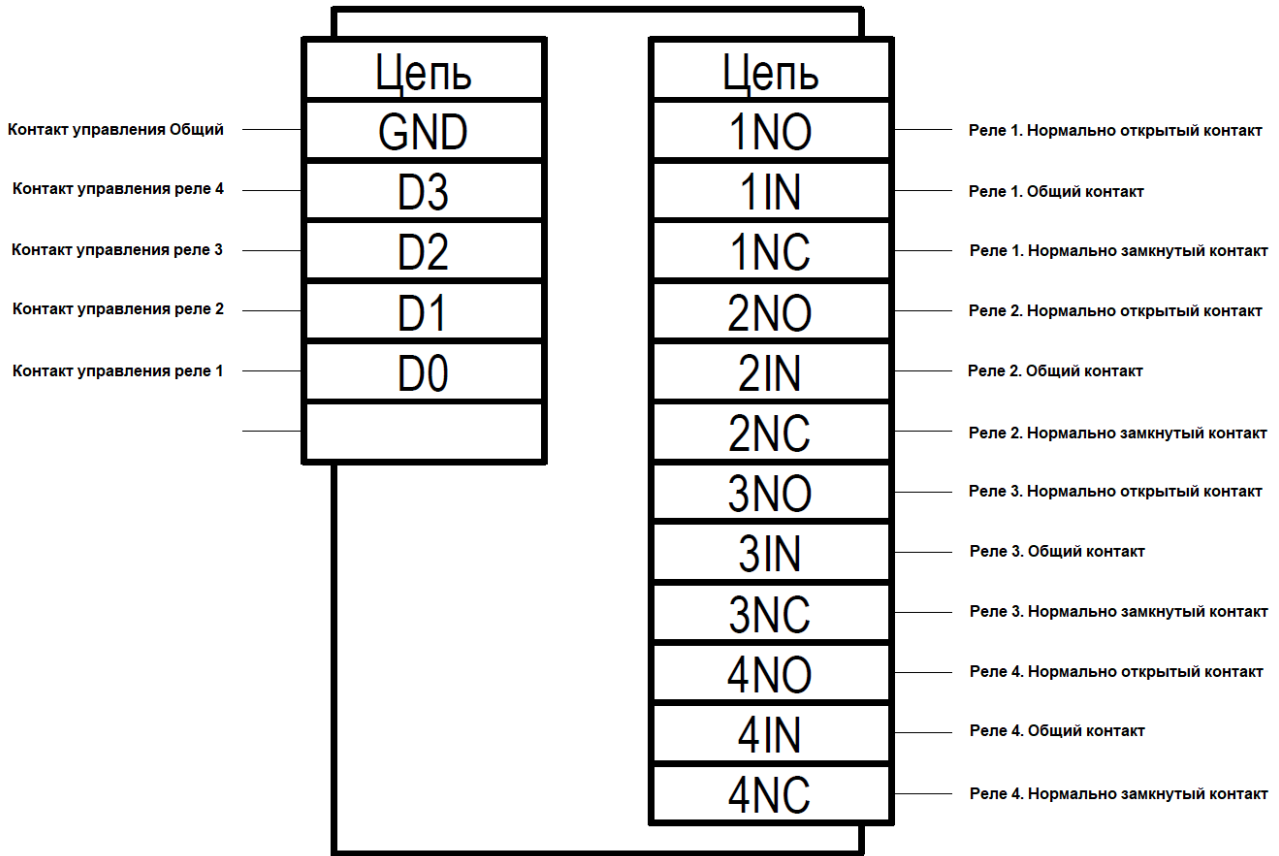 Цепь
Цепь
Контакт управления Общий
GND
1NO
Реле 1. Нормально открытый контакт
Контакт управления реле 4
D3
1IN
Реле 1. Общий контакт
Контакт управления реле 3
D2
1NC
Реле 1. Нормально замкнутый контакт
Контакт управления реле 2
D1
2NO
Реле 2. Нормально открытый контакт
Контакт управления реле 1
D0
2IN
Реле 2. Общий контакт
2NC
Реле 2. Нормально замкнутый контакт
3NO
Реле 3. Нормально открытый контакт
3IN
Реле 3. Общий контакт
3NC
Реле 3. Нормально замкнутый контакт
4NO
Реле 4. Нормально открытый контакт
4IN
Реле 4. Общий контакт
4NC
Реле 4. Нормально замкнутый контакт